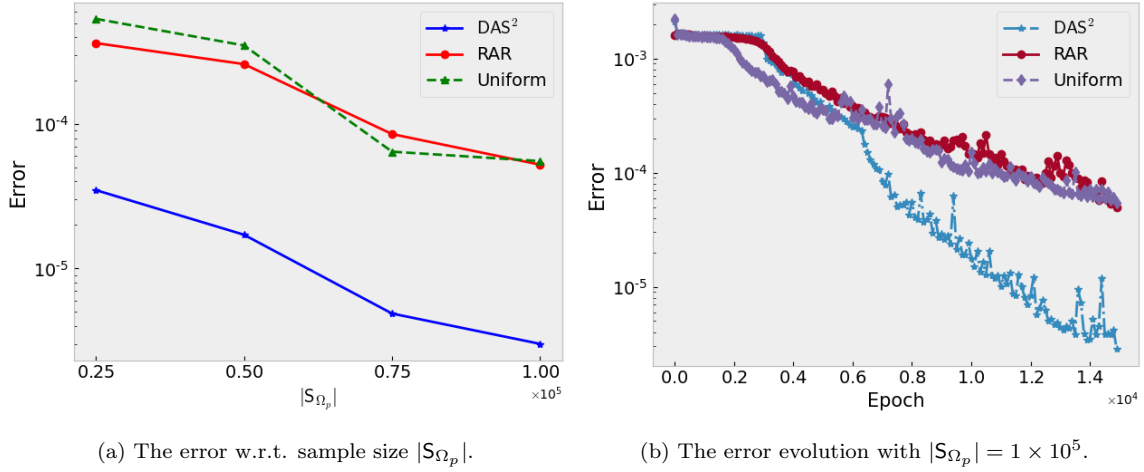 DAS²
RAR
Uniform
10⁻⁴
10⁻⁵
Error
0.25
0.50
0.75
1.00
×10⁵
|S_{Ω_p}|
(a) The error w.r.t. sample size |S_{Ω_p}|.
DAS²
RAR
Uniform
10⁻³
10⁻⁴
10⁻⁵
Error
0.0
0.2
0.4
0.6
0.8
1.0
1.2
1.4
×10⁴
Epoch
(b) The error evolution with |S_{Ω_p}| = 1 × 10⁵.